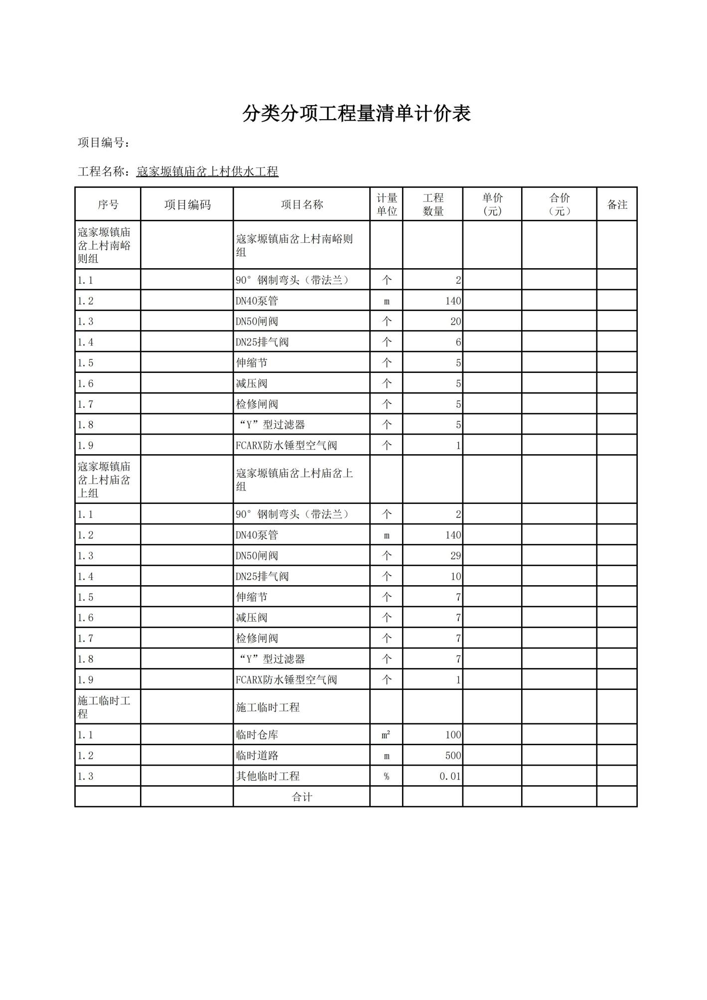 分类分项工程量清单计价表
项目编号：
工程名称：寇家塬镇庙岔上村供水工程
序号 项目编码 项目名称 计量单位 工程数量 单价(元) 合价（元） 备注
寇家塬镇庙岔上村南峪则组 寇家塬镇庙岔上村南峪则组
1.1 90°钢制弯头（带法兰） 个 2
1.2 DN40泵管 m 140
1.3 DN50闸阀 个 20
1.4 DN25排气阀 个 6
1.5 伸缩节 个 5
1.6 减压阀 个 5
1.7 检修闸阀 个 5
1.8 “Y”型过滤器 个 5
1.9 FCARX防水锤型空气阀 个 1
寇家塬镇庙岔上村庙岔上组 寇家塬镇庙岔上村庙岔上组
1.1 90°钢制弯头（带法兰） 个 2
1.2 DN40泵管 m 140
1.3 DN50闸阀 个 29
1.4 DN25排气阀 个 10
1.5 伸缩节 个 7
1.6 减压阀 个 7
1.7 检修闸阀 个 7
1.8 “Y”型过滤器 个 7
1.9 FCARX防水锤型空气阀 个 1
施工临时工程 施工临时工程
1.1 临时仓库 m² 100
1.2 临时道路 m 500
1.3 其他临时工程 % 0.01
合计